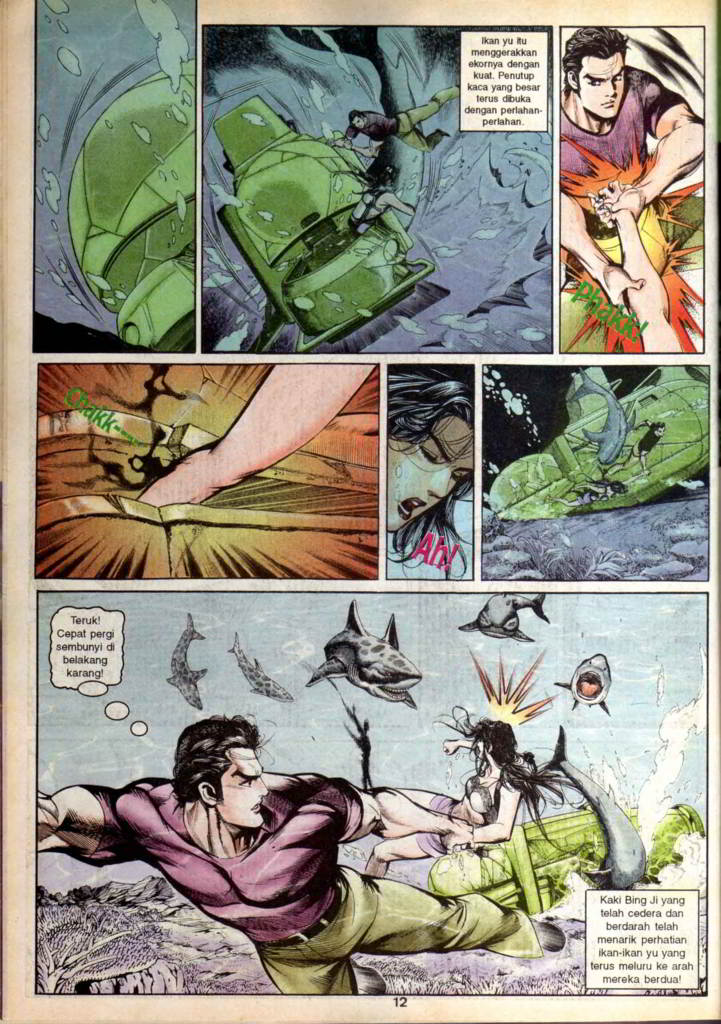 Ikan yu itu
menggerakkan
ekornya dengan
kuat. Penutup
kaca yang besar
terus dibuka
dengan perlahan-
perlahan.
Phakk!
Chakk---
Ah!
Teruk!
Cepat pergi
sembunyi di
belakang
karang!
Kaki Bing Ji yang
telah cedera dan
berdarah telah
menarik perhatian
ikan-ikan yu yang
terus meluru ke arah
mereka berdua!
12